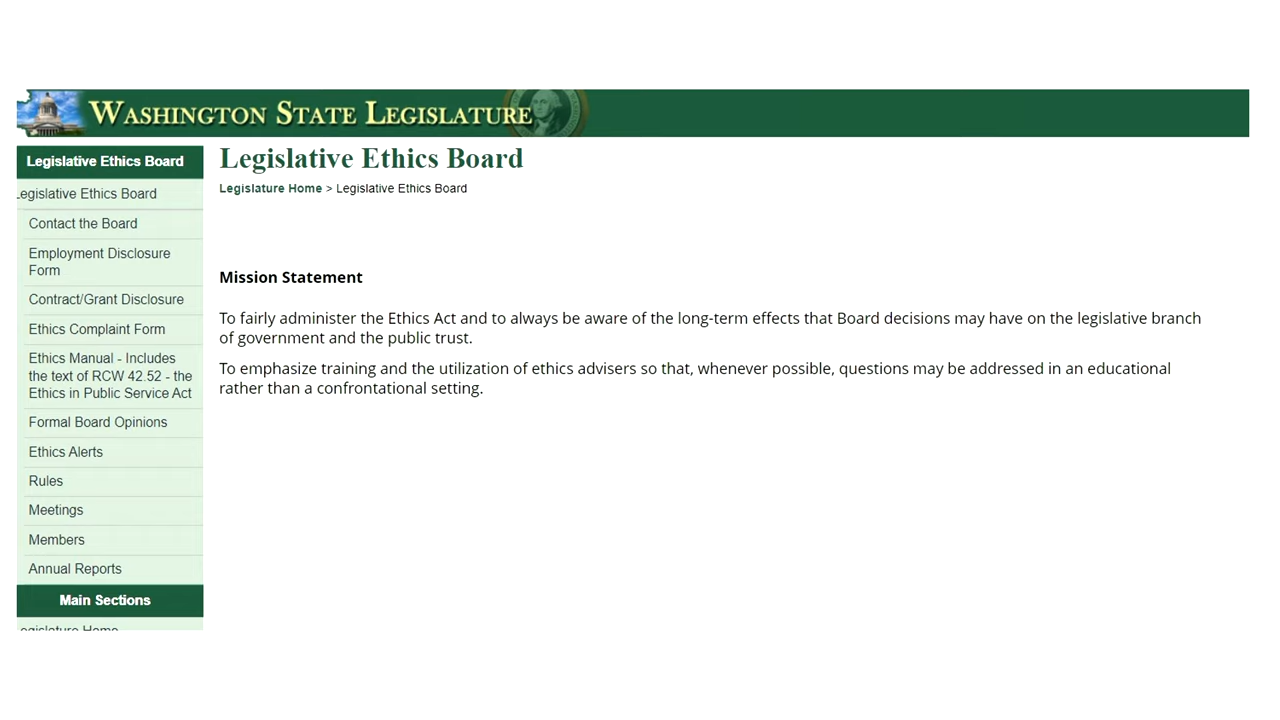 WASHINGTON STATE LEGISLATURE
Legislative Ethics Board
Legislative Ethics Board
Contact the Board
Employment Disclosure
Form
Contract/Grant Disclosure
Ethics Complaint Form
Ethics Manual - Includes
the text of RCW 42.52 - the
Ethics in Public Service Act
Formal Board Opinions
Ethics Alerts
Rules
Meetings
Members
Annual Reports
Main Sections
Legislature Home
Legislative Ethics Board
Legislature Home > Legislative Ethics Board
Mission Statement
To fairly administer the Ethics Act and to always be aware of the long-term effects that Board decisions may have on the legislative branch
of government and the public trust.
To emphasize training and the utilization of ethics advisers so that, whenever possible, questions may be addressed in an educational
rather than a confrontational setting.